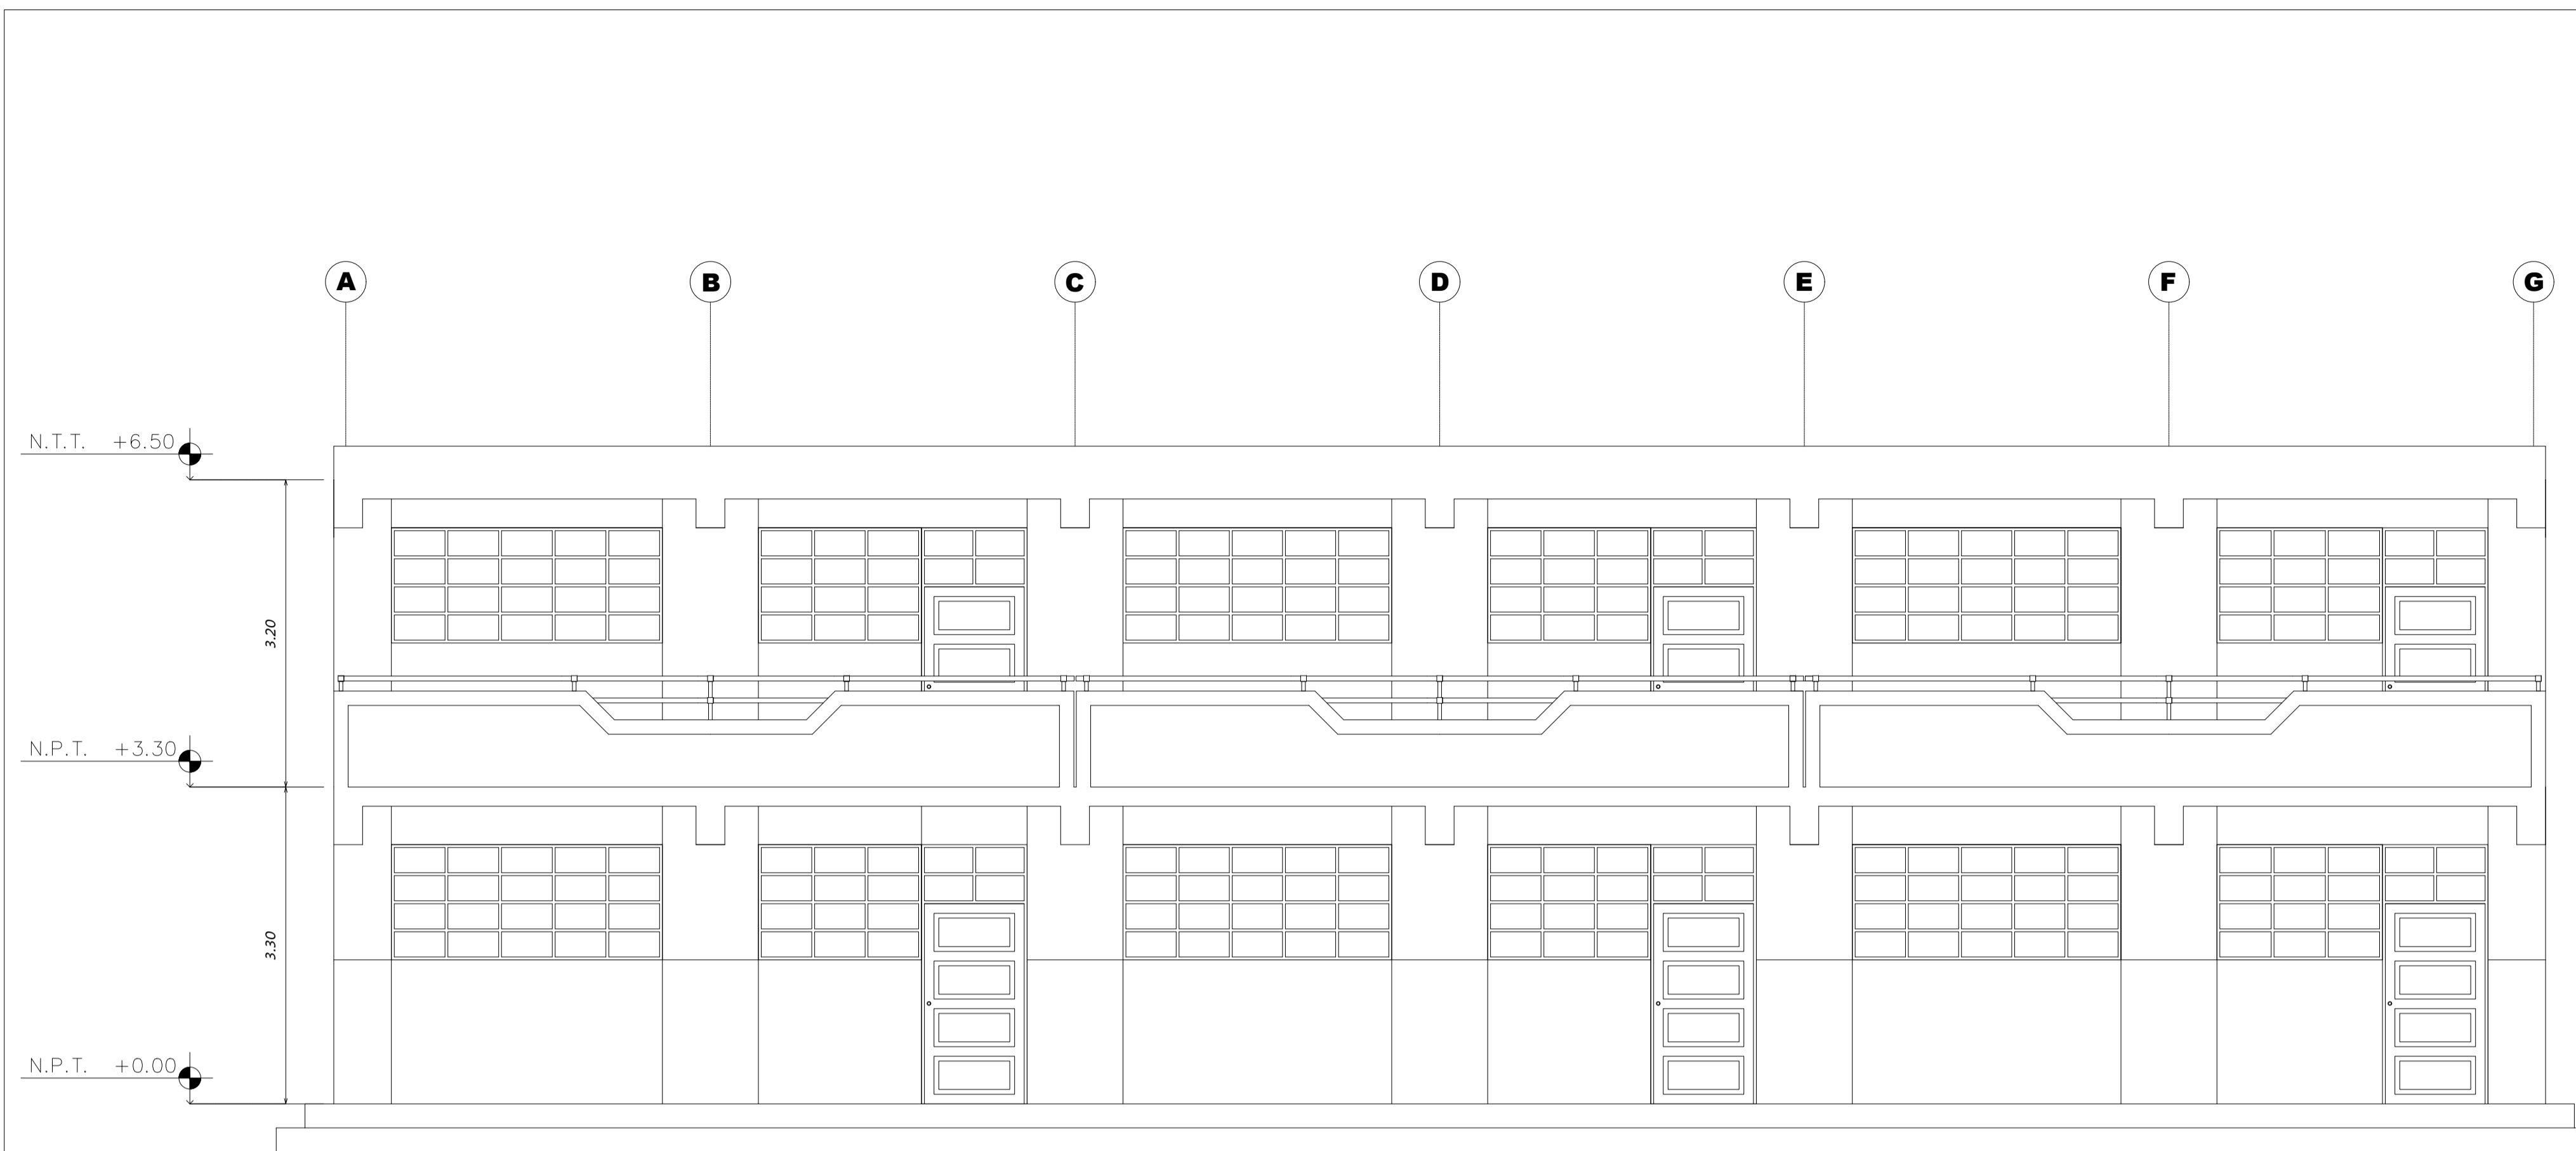 A B C D E F G
N.T.T. +6.50
3.20
N.P.T. +3.30
3.30
N.P.T. +0.00